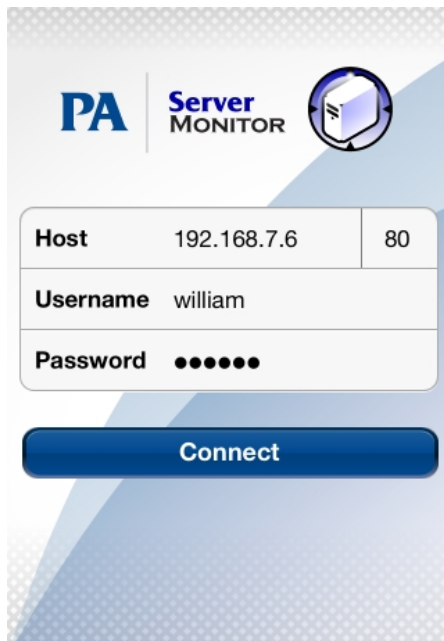 PA
Server
MONITOR
Host 192.168.7.6 80
Username william
Password ●●●●●●
Connect